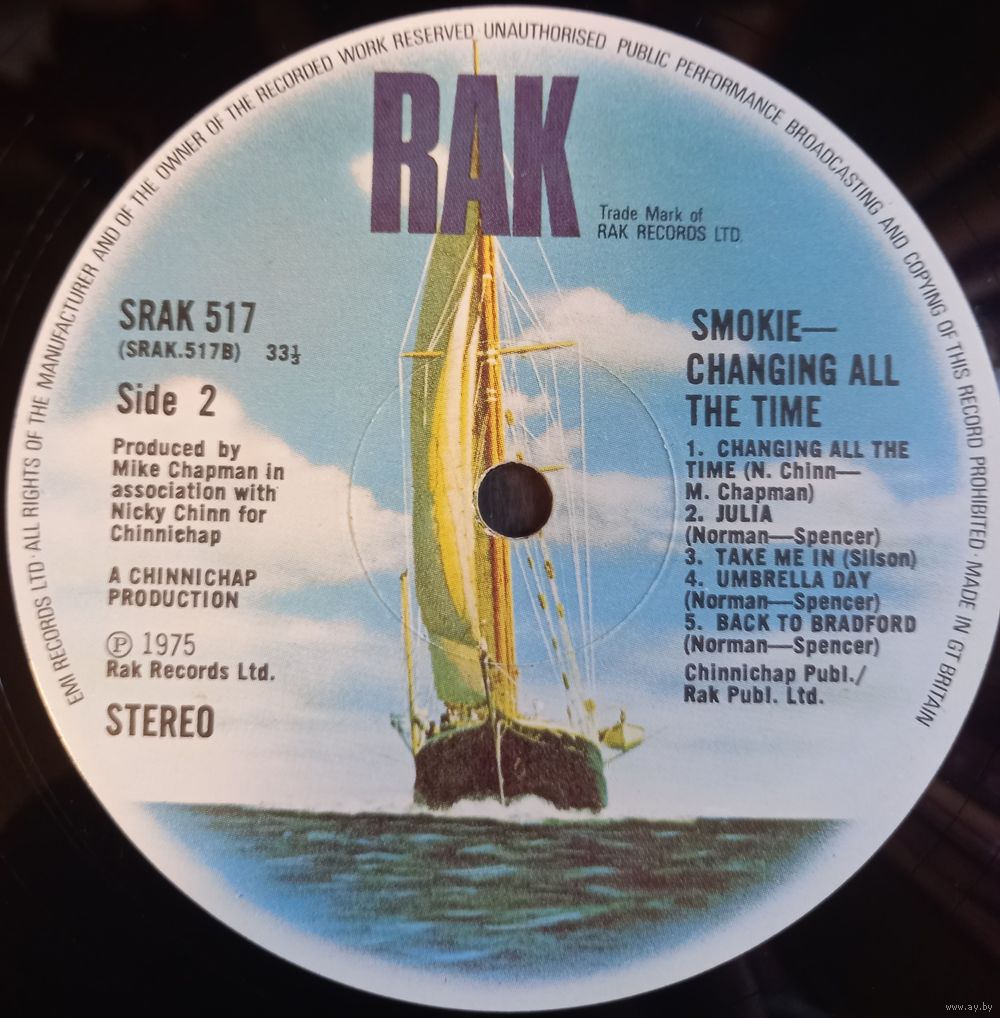 EMI RECORDS LTD · ALL RIGHTS OF THE MANUFACTURER AND OF THE OWNER OF THE RECORDED WORK RESERVED · UNAUTHORISED PUBLIC PERFORMANCE BROADCASTING AND COPYING OF THIS RECORD PROHIBITED · MADE IN GT BRITAIN
RAK
Trade Mark of
RAK RECORDS LTD.
SRAK 517
(SRAK.517B) 33⅓
Side 2
Produced by
Mike Chapman in
association with
Nicky Chinn for
Chinnichap
A CHINNICHAP
PRODUCTION
Ⓟ 1975
Rak Records Ltd.
STEREO
SMOKIE—
CHANGING ALL
THE TIME
1. CHANGING ALL THE
TIME (N. Chinn—
M. Chapman)
2. JULIA
(Norman—Spencer)
3. TAKE ME IN (Silson)
4. UMBRELLA DAY
(Norman—Spencer)
5. BACK TO BRADFORD
(Norman—Spencer)
Chinnichap Publ./
Rak Publ. Ltd.
www.ay.by